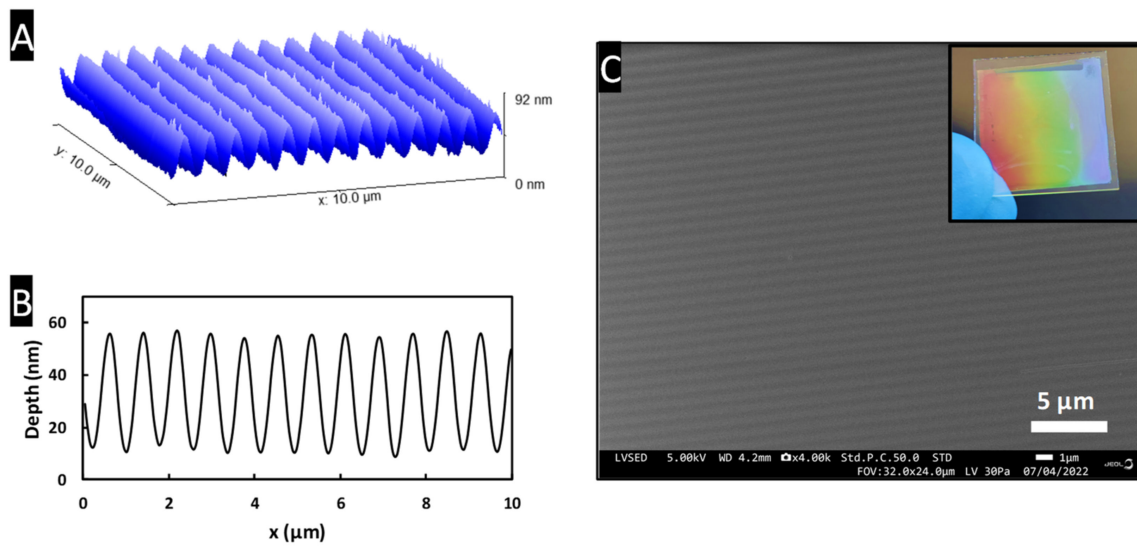 A
92 nm
0 nm
y: 10.0 µm
x: 10.0 µm
B
Depth (nm)
60
40
20
0
0 2 4 6 8 10
x (µm)
C
5 µm
LVSED 5.00kV WD 4.2mm x4.00k Std.P.C.50.0 STD 1µm
FOV:32.0x24.0µm LV 30Pa 07/04/2022 JEOL